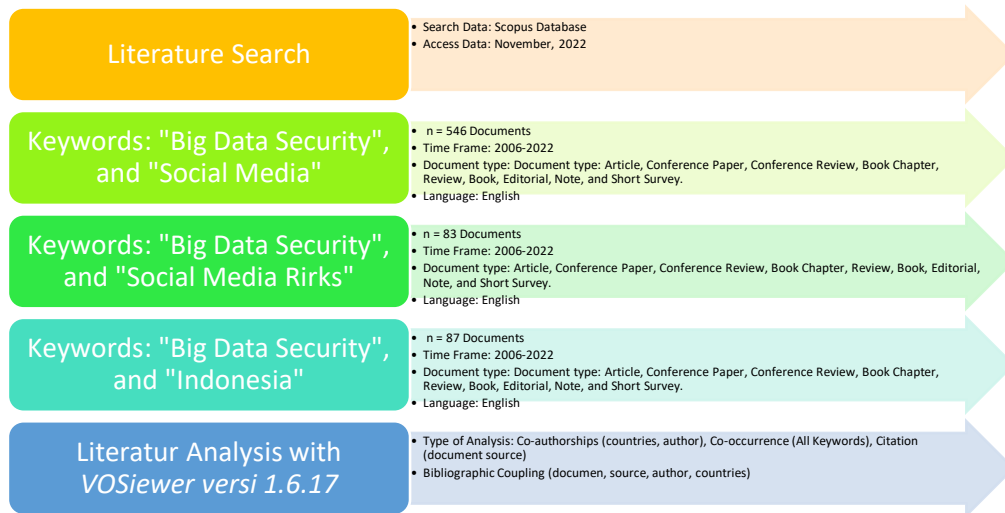 Literature Search
• Search Data: Scopus Database
• Access Data: November, 2022
Keywords: "Big Data Security",
and "Social Media"
• n = 546 Documents
• Time Frame: 2006-2022
• Document type: Document type: Article, Conference Paper, Conference Review, Book Chapter,
Review, Book, Editorial, Note, and Short Survey.
• Language: English
Keywords: "Big Data Security",
and "Social Media Rirks"
• n = 83 Documents
• Time Frame: 2006-2022
• Document type: Article, Conference Paper, Conference Review, Book Chapter, Review, Book, Editorial,
Note, and Short Survey.
• Language: English
Keywords: "Big Data Security",
and "Indonesia"
• n = 87 Documents
• Time Frame: 2006-2022
• Document type: Document type: Article, Conference Paper, Conference Review, Book Chapter,
Review, Book, Editorial, Note, and Short Survey.
• Language: English
Literatur Analysis with
VOSiewer versi 1.6.17
• Type of Analysis: Co-authorships (countries, author), Co-occurrence (All Keywords), Citation
(document source)
• Bibliographic Coupling (documen, source, author, countries)